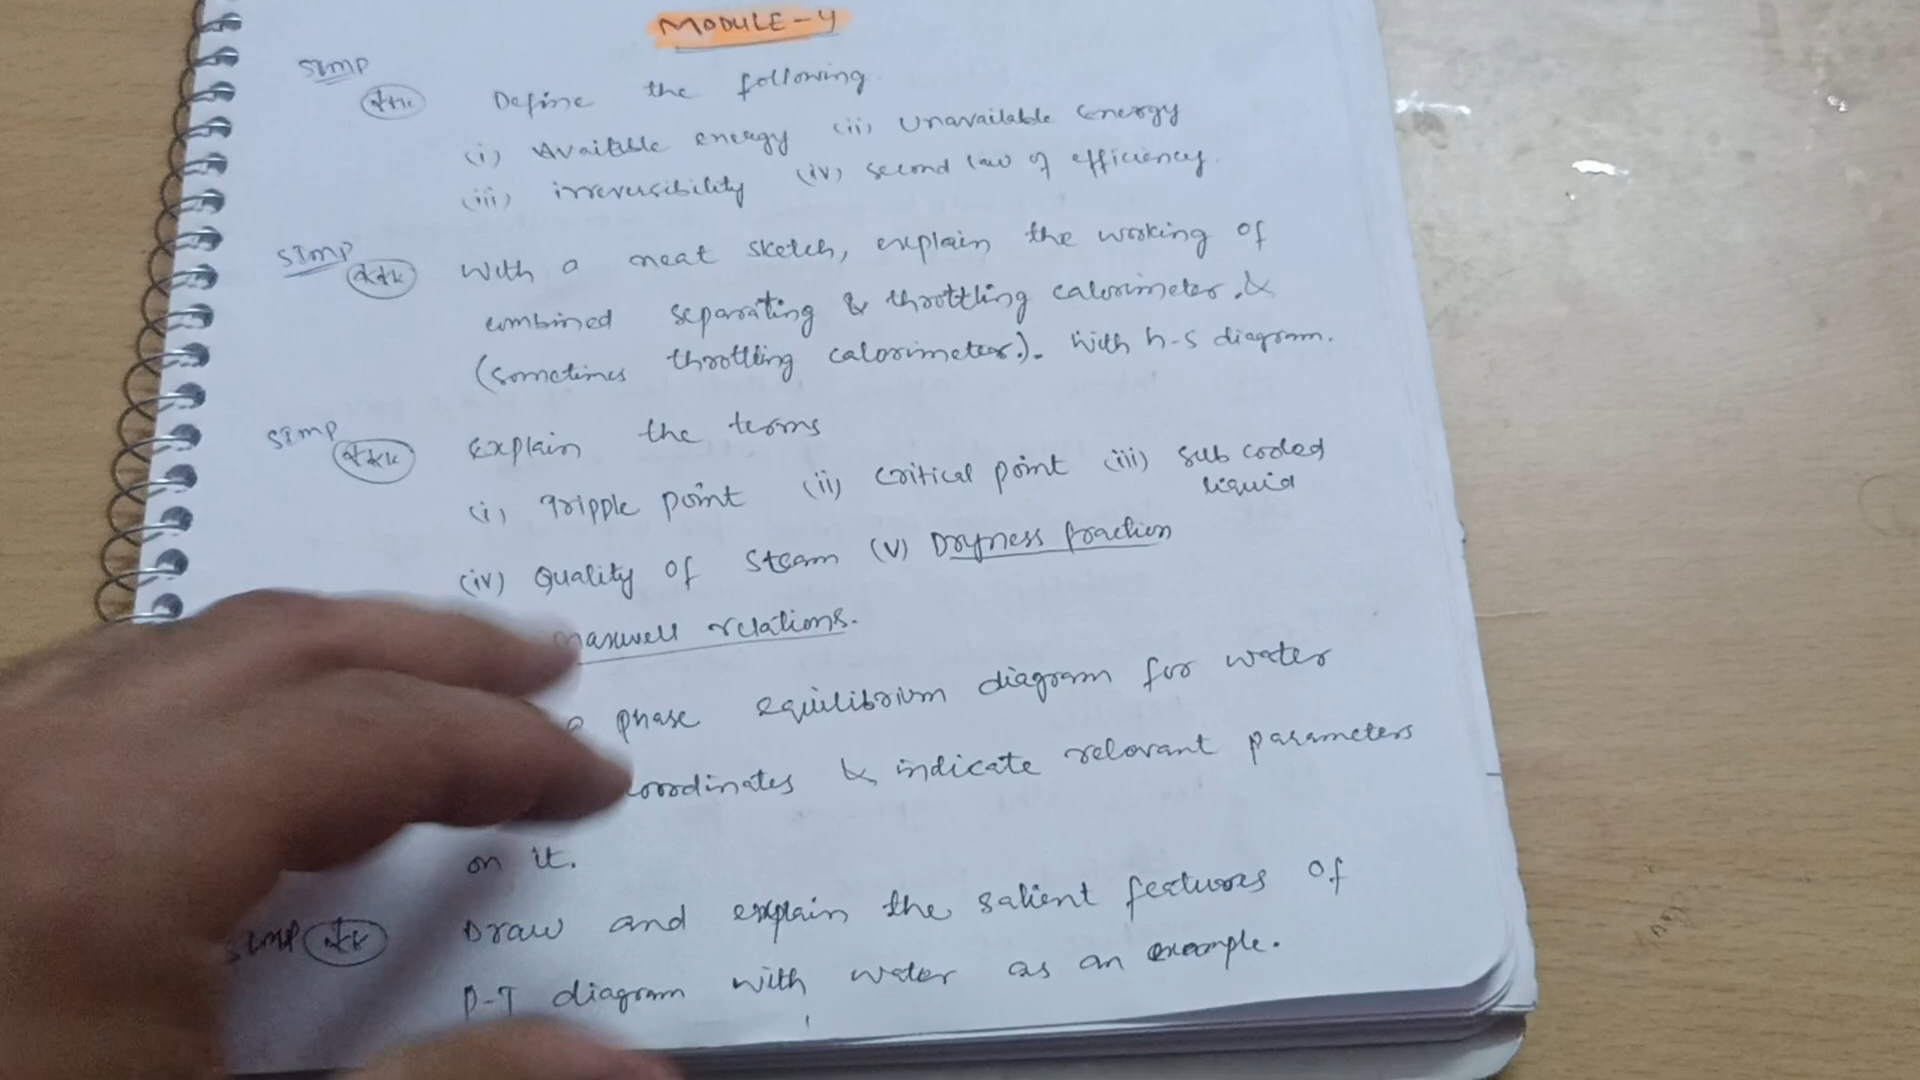 MODULE-4
SIMP
Define the following
(i) Available energy (ii) Unavailable Energy
(iii) irreversibility (iv) second law of efficiency.
SIMP
With a neat sketch, explain the working of
combined separating & throttling calorimeter. &
(sometimes throttling calorimeter.). With h-s diagram.
SIMP
Explain the terms
(i) Tripple point (ii) critical point (iii) sub cooled
liquid
(iv) Quality of steam (v) Dryness fraction
maxwell relations.
phase equilibrium diagram for water
coordinates & indicate relovant parameters
on it.
SIMP
Draw and explain the salient features of
P-T diagram with water as an example.